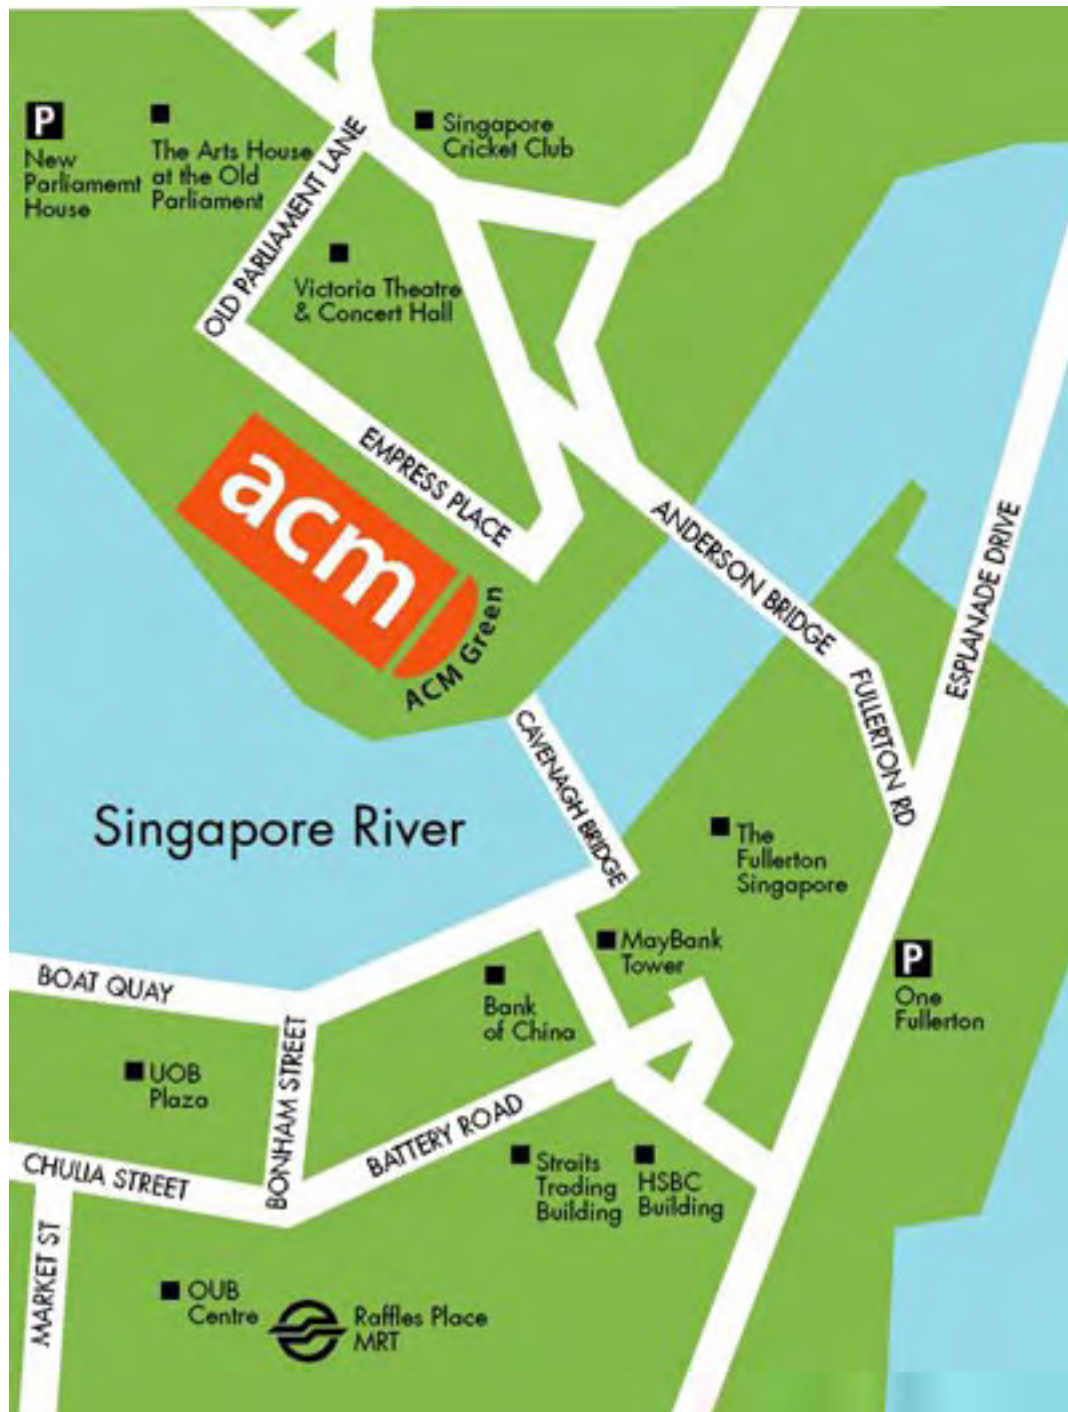 P
New
Parliamemt
House
The Arts House
at the Old
Parliament
Singapore
Cricket Club
OLD PARLIAMENT LANE
Victoria Theatre
& Concert Hall
EMPRESS PLACE
acm
ACM Green
ANDERSON BRIDGE
ESPLANADE DRIVE
FULLERTON RD
CAVENAGH BRIDGE
Singapore River
The
Fullerton
Singapore
MayBank
Tower
P
One
Fullerton
BOAT QUAY
Bank
of China
UOB
Plaza
BONHAM STREET
BATTERY ROAD
CHULIA STREET
Straits
Trading
Building
HSBC
Building
MARKET ST
OUB
Centre
Raffles Place
MRT